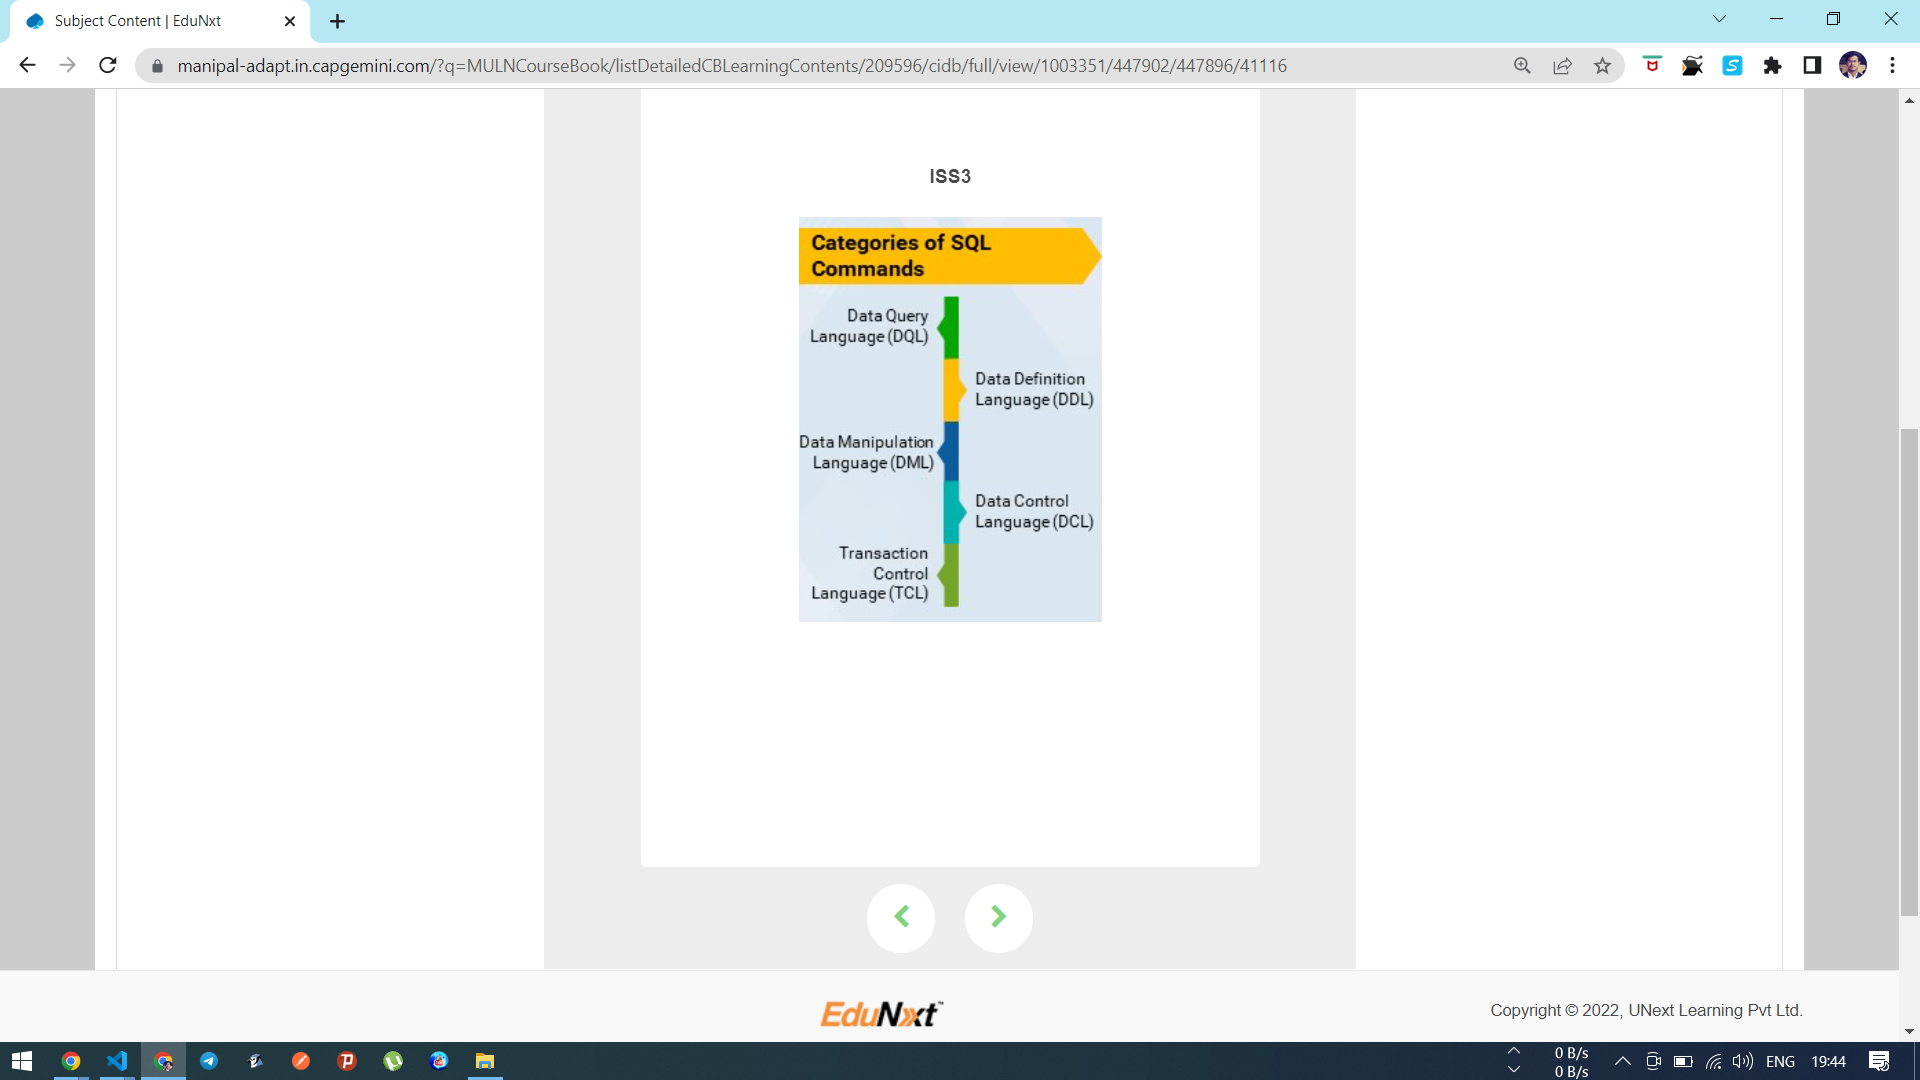 Subject Content | EduNxt
manipal-adapt.in.capgemini.com/?q=MULNCourseBook/listDetailedCBLearningContents/209596/cidb/full/view/1003351/447902/447896/41116
ISS3
Categories of SQL
Commands
Data Query
Language (DQL)
Data Definition
Language (DDL)
Data Manipulation
Language (DML)
Data Control
Language (DCL)
Transaction
Control
Language (TCL)
EduNxt
Copyright © 2022, UNext Learning Pvt Ltd.
0 B/s
0 B/s
ENG
19:44